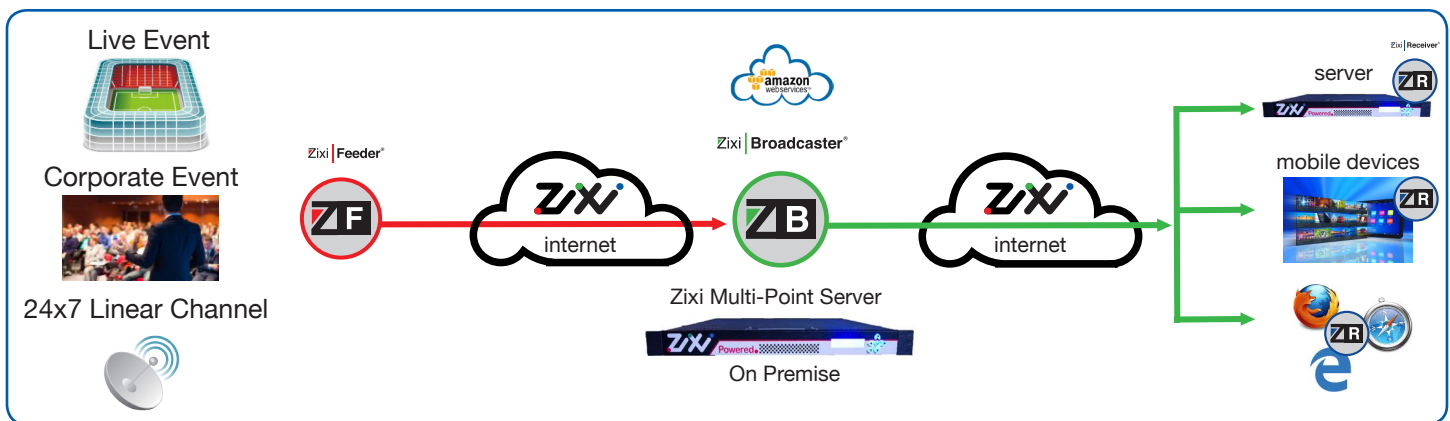 Live Event
Corporate Event
24x7 Linear Channel
Zixi Feeder®
ZF
ZiXi
internet
amazon
webservices™
Zixi Broadcaster®
ZB
Zixi Multi-Point Server
ZiXi Powered.
On Premise
ZiXi
internet
Zixi Receiver®
server
ZR
ZiXi Powered.
mobile devices
ZR
ZR